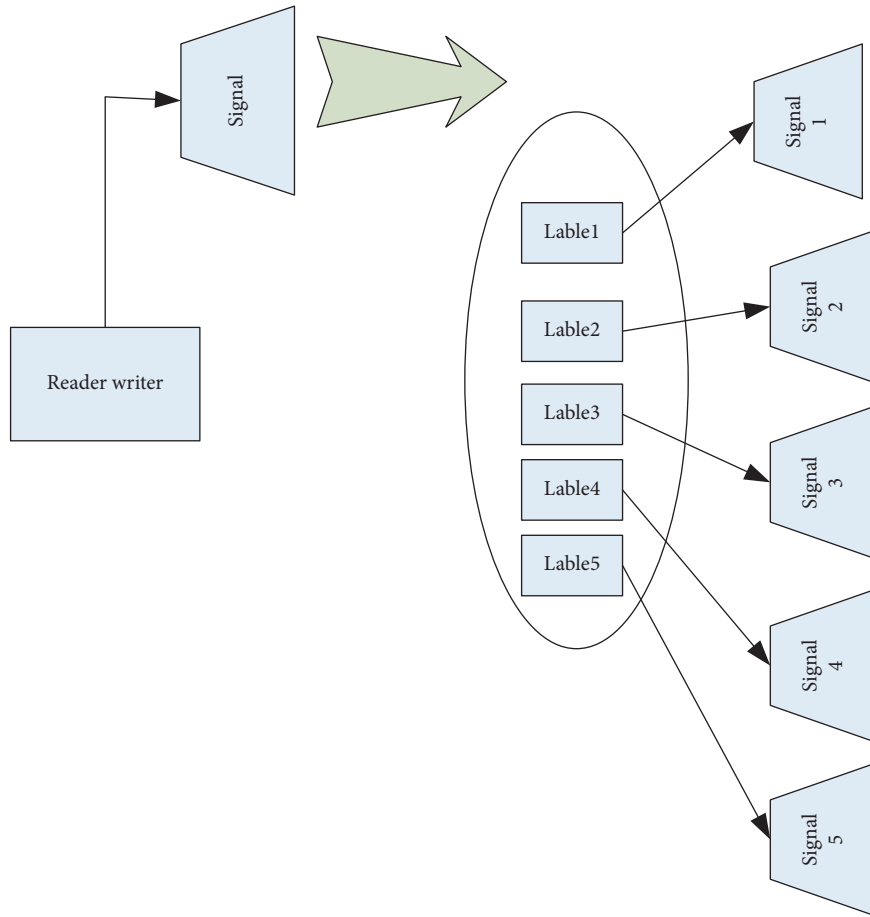 Signal
Reader writer
Lable1
Lable2
Lable3
Lable4
Lable5
Signal
1
Signal
2
Signal
3
Signal
4
Signal
5